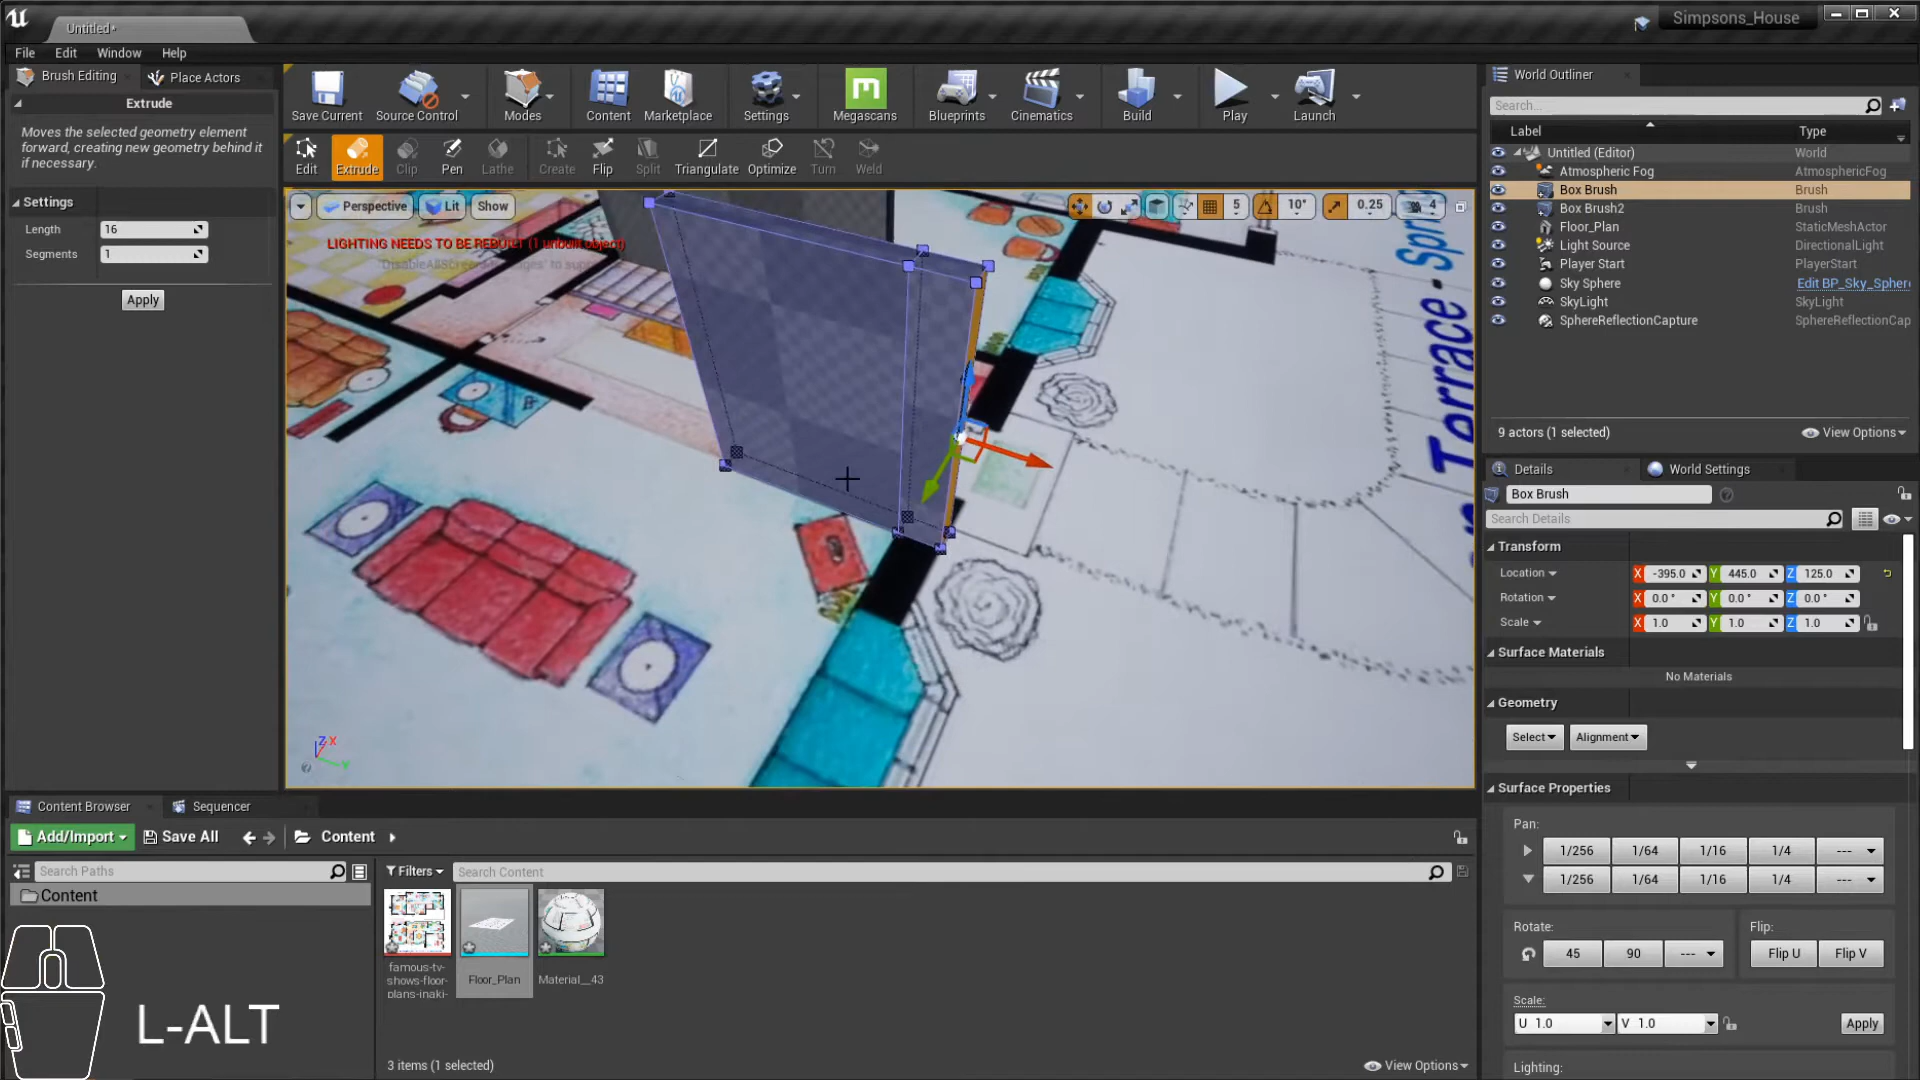 Untitled*
Simpsons_House
File Edit Window Help
Brush Editing
Place Actors
Extrude
Moves the selected geometry element
forward, creating new geometry behind it
if necessary.
Settings
Length 16
Segments 1
Apply
Save Current
Source Control
Modes
Content
Marketplace
Settings
Megascans
Blueprints
Cinematics
Build
Play
Launch
Edit
Extrude
Clip
Pen
Lathe
Create
Flip
Split
Triangulate
Optimize
Turn
Weld
Perspective
Lit
Show
5
10°
0.25
4
LIGHTING NEEDS TO BE REBUILT (1 unbuilt object)
Terrace
L-ALT
Content Browser
Sequencer
Add/Import
Save All
Content
Search Paths
Content
Filters
Search Content
famous-tv-
shows-floor-
plans-inaki-
Floor_Plan
Material__43
3 items (1 selected)
View Options
World Outliner
Search...
Label Type
Untitled (Editor) World
Atmospheric Fog AtmosphericFog
Box Brush Brush
Box Brush2 Brush
Floor_Plan StaticMeshActor
Light Source DirectionalLight
Player Start PlayerStart
Sky Sphere Edit BP_Sky_Spher
SkyLight SkyLight
SphereReflectionCapture SphereReflectionCap
9 actors (1 selected)
View Options
Details
World Settings
Box Brush
Search Details
Transform
Location X -395.0 Y 445.0 Z 125.0
Rotation X 0.0 ° Y 0.0 ° Z 0.0 °
Scale X 1.0 Y 1.0 Z 1.0
Surface Materials
No Materials
Geometry
Select
Alignment
Surface Properties
Pan:
1/256 1/64 1/16 1/4 ---
1/256 1/64 1/16 1/4 ---
Rotate: Flip:
45 90 --- Flip U Flip V
Scale:
U 1.0 V 1.0 Apply
Lighting: